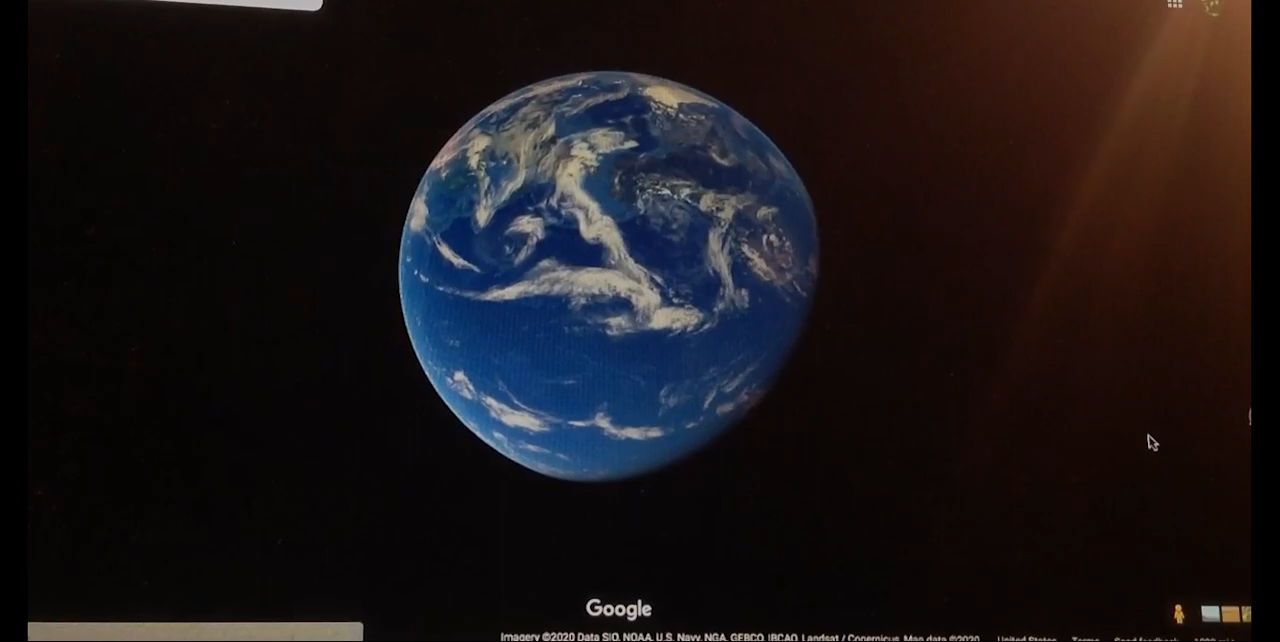 Google
Imagery ©2020 Data SIO, NOAA, U.S. Navy, NGA, GEBCO, IBCAO, Landsat / Copernicus, Map data ©2020 United States Terms Send feedback